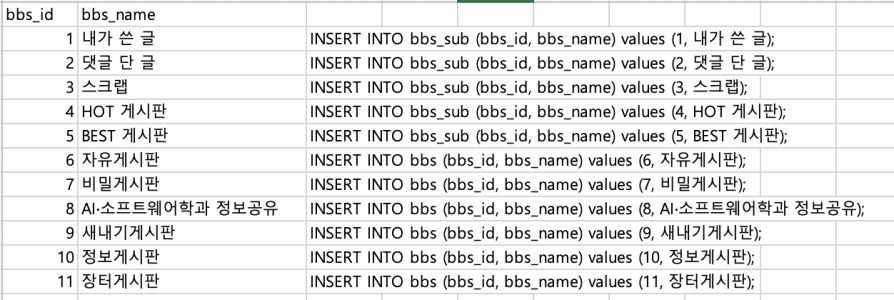 bbs_id bbs_name
1 내가 쓴 글 INSERT INTO bbs_sub (bbs_id, bbs_name) values (1, 내가 쓴 글);
2 댓글 단 글 INSERT INTO bbs_sub (bbs_id, bbs_name) values (2, 댓글 단 글);
3 스크랩 INSERT INTO bbs_sub (bbs_id, bbs_name) values (3, 스크랩);
4 HOT 게시판 INSERT INTO bbs_sub (bbs_id, bbs_name) values (4, HOT 게시판);
5 BEST 게시판 INSERT INTO bbs_sub (bbs_id, bbs_name) values (5, BEST 게시판);
6 자유게시판 INSERT INTO bbs (bbs_id, bbs_name) values (6, 자유게시판);
7 비밀게시판 INSERT INTO bbs (bbs_id, bbs_name) values (7, 비밀게시판);
8 AI·소프트웨어학과 정보공유 INSERT INTO bbs (bbs_id, bbs_name) values (8, AI·소프트웨어학과 정보공유);
9 새내기게시판 INSERT INTO bbs (bbs_id, bbs_name) values (9, 새내기게시판);
10 정보게시판 INSERT INTO bbs (bbs_id, bbs_name) values (10, 정보게시판);
11 장터게시판 INSERT INTO bbs (bbs_id, bbs_name) values (11, 장터게시판);